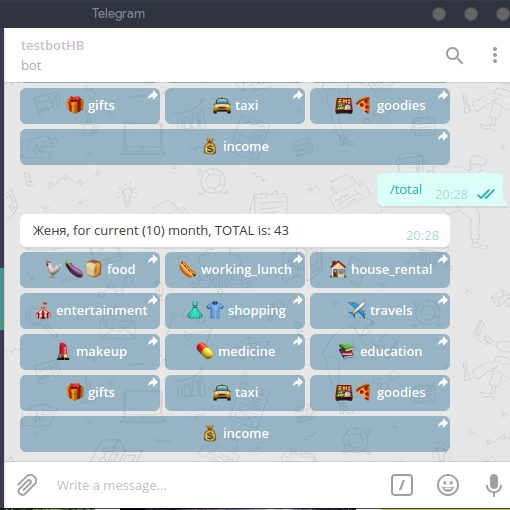 Telegram
testbotHB
bot
🎁 gifts 🚖 taxi 🍱🍕 goodies
💰 income
/total 20:28
Женя, for current (10) month, TOTAL is: 43
20:28
🐓🍆🍞 food 🌭 working_lunch 🏠 house_rental
🎪 entertainment 👗👕 shopping ✈️ travels
💄 makeup 💊 medicine 📚 education
🎁 gifts 🚖 taxi 🍱🍕 goodies
💰 income
Write a message...